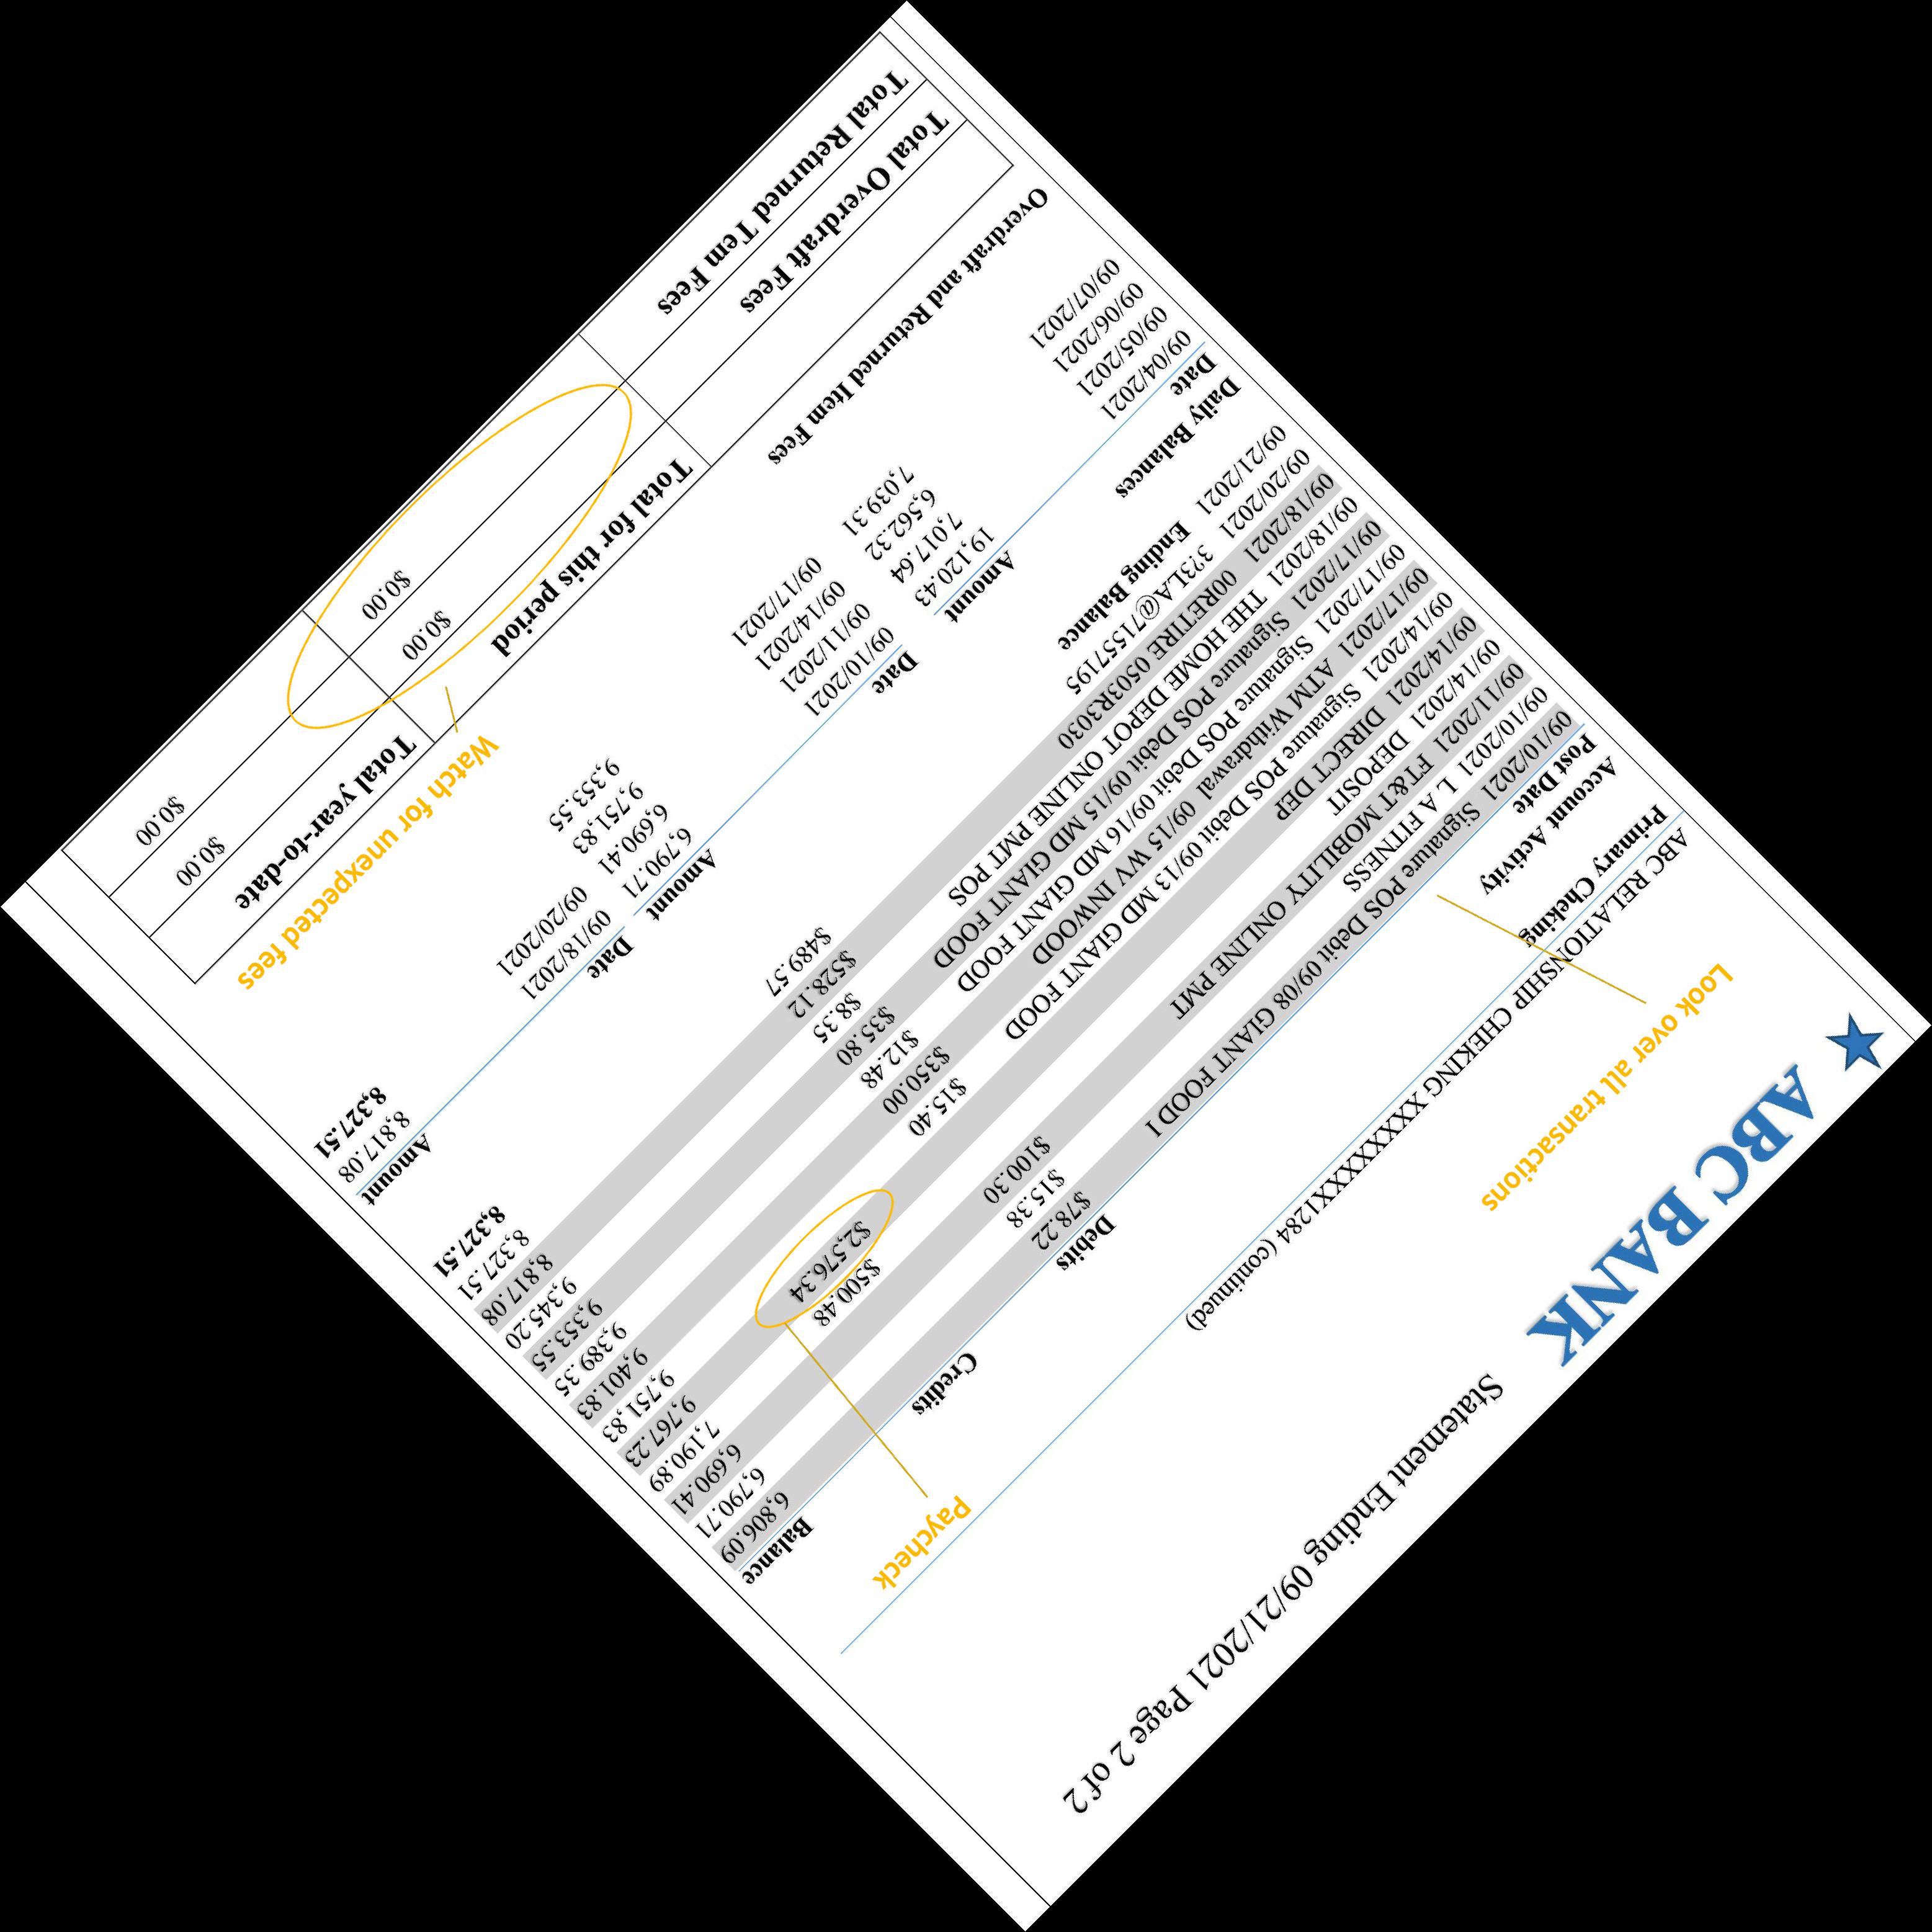 ABC BANK
Statement Ending 09/21/2021 Page 2 of 2
Look over all transactions
ABC RELATIONSHIP CHEKING XXXXXXXX1284 (continued)
Primary Cheking
Paycheck
Account Activity
Post Date Debits Credits Balance
09/10/2021 Signature POS Debit 09/08 GIANT FOOD I $78.22 6,806.09
09/10/2021 L A FITNESS $15.38 6,790.71
09/11/2021 FT&T MOBILITY ONLINE PMT $100.30 6,690.41
09/14/2021 DEPOSIT $500.48 7,190.89
09/14/2021 DIRECT DEP $2,576.34 9,767.23
09/14/2021 Signature POS Debit 09/13 MD GIANT FOOD $15.40 9,751.83
09/17/2021 ATM Withdrawal 09/15 WV INWOOD $350.00 9,401.83
09/17/2021 Signature POS Debit 09/16 MD GIANT FOOD $12.48 9,389.35
09/17/2021 Signature POS Debit 09/15 MD GIANT FOOD $35.80 9,353.55
09/18/2021 THE HOME DEPOT ONLINE PMT POS $8.35 9,345.20
09/18/2021 00RETIRE 0503R3030 $528.12 8,817.08
09/20/2021 3?3LA@71557195 $489.57 8,327.51
09/21/2021 Ending Balance 8,327.51
Daily Balances
Date Amount Date Amount Date Amount
09/04/2021 19,120.43 09/10/2021 6,790.71 09/18/2021 8,817.08
09/05/2021 7,017.64 09/11/2021 6,690.41 09/20/2021 8,327.51
09/06/2021 6,562.32 09/14/2021 9,751.83
09/07/2021 7,039.31 09/17/2021 9,353.55
Overdraft and Returned Item Fees
Watch for unexpected fees
Total for this period Total year-to-date
Total Overdraft Fees $0.00 $0.00
Total Returned Tem Fees $0.00 $0.00